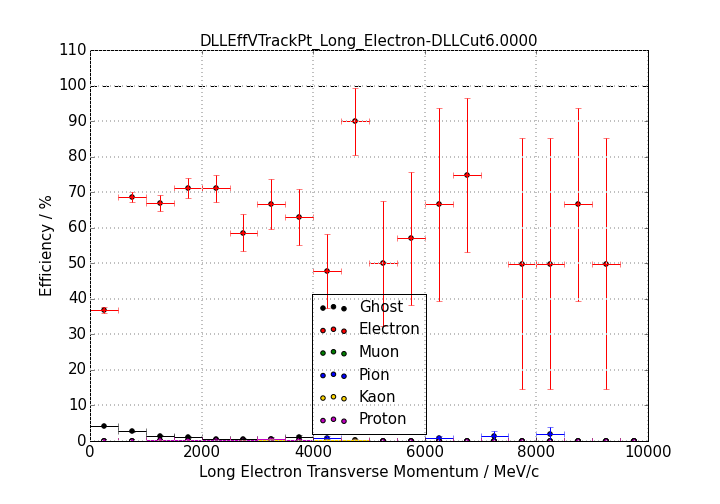 DLLEffVTrackPt_Long_Electron-DLLCut6.0000
110
100
90
80
70
60
50
40
30
20
10
0
Efficiency / %
Ghost
Electron
Muon
Pion
Kaon
Proton
0 2000 4000 6000 8000 10000
Long Electron Transverse Momentum / MeV/c